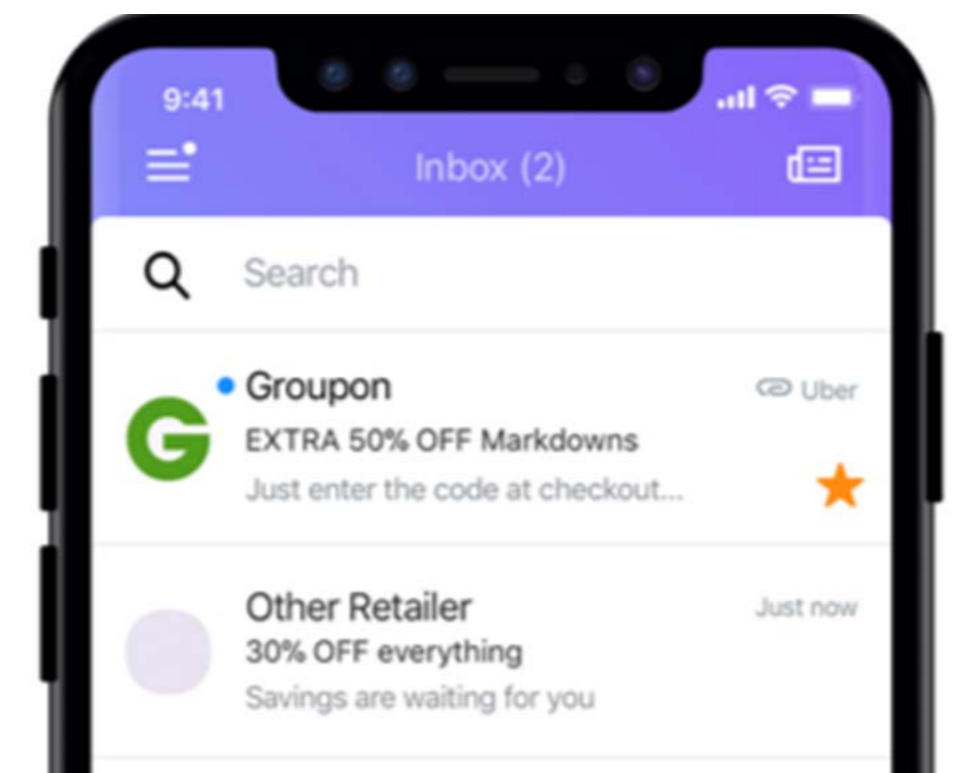 9:41
Inbox (2)
Search
Groupon
Uber
EXTRA 50% OFF Markdowns
Just enter the code at checkout...
Other Retailer
Just now
30% OFF everything
Savings are waiting for you